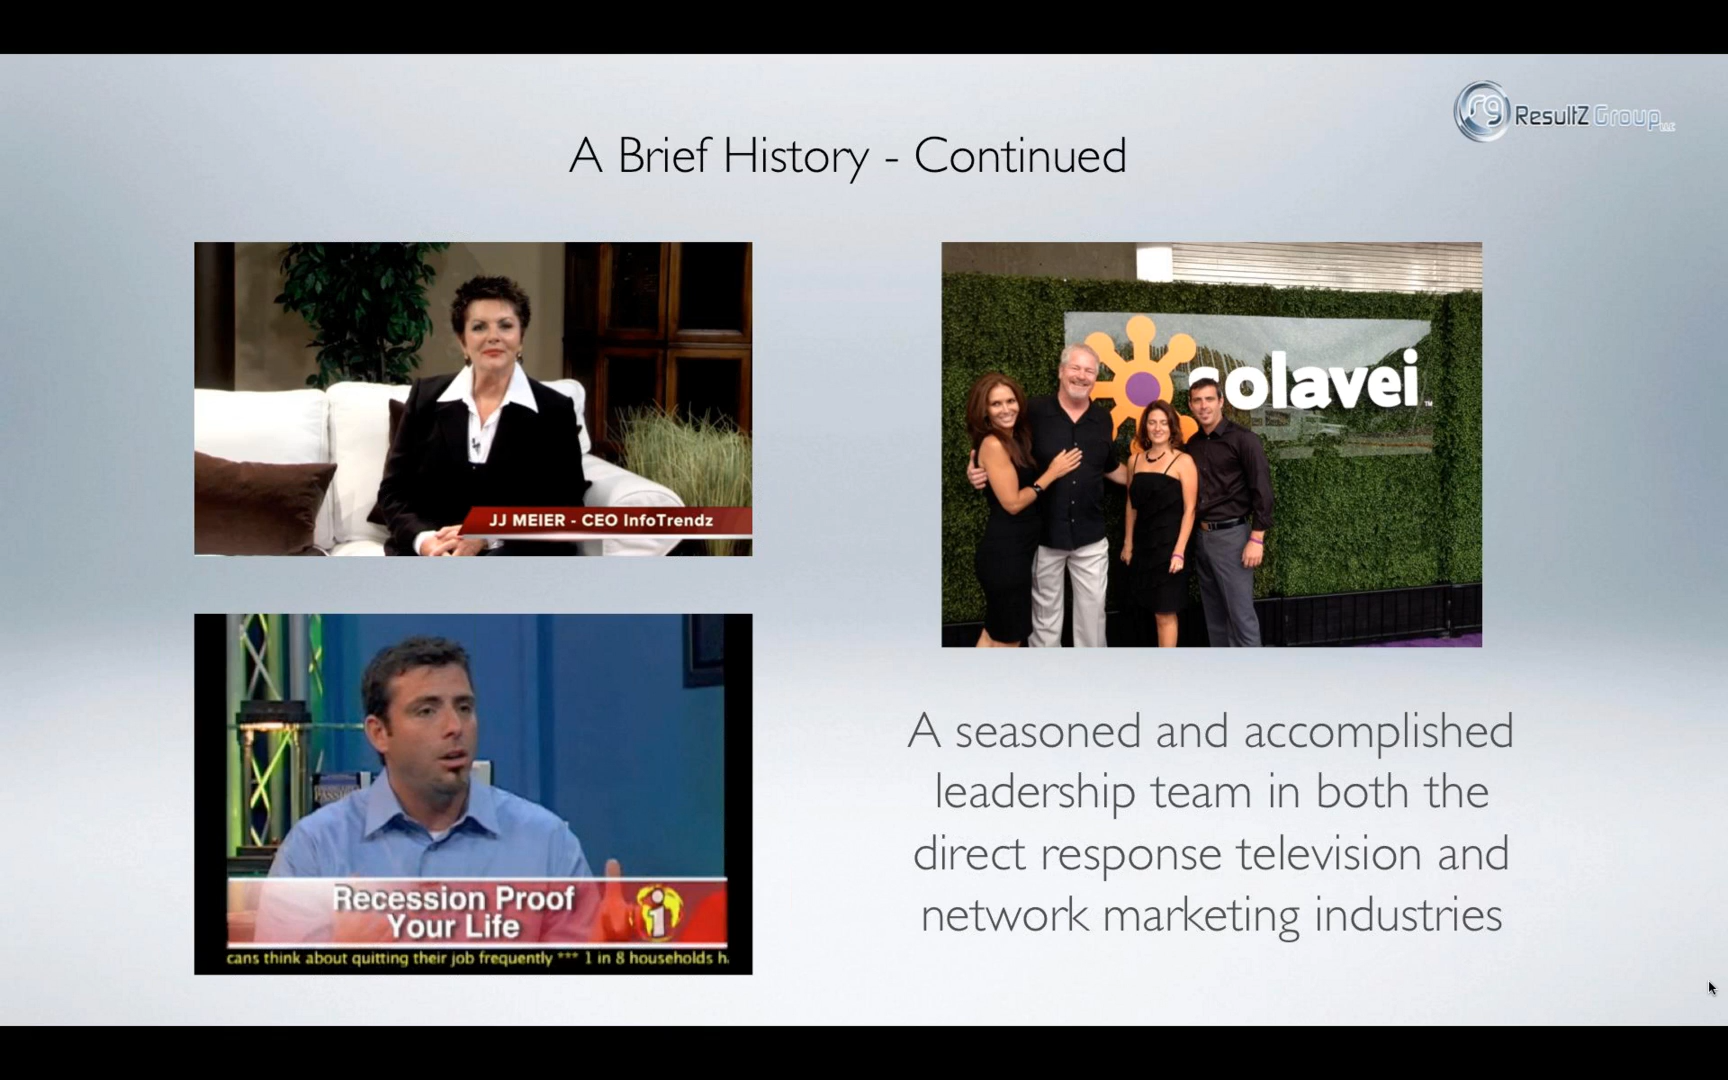 ResultZ Group LLC
A Brief History - Continued
JJ MEIER - CEO InfoTrendz
solavei
Recession Proof
Your Life
cans think about quitting their job frequently *** 1 in 8 households h
A seasoned and accomplished
leadership team in both the
direct response television and
network marketing industries